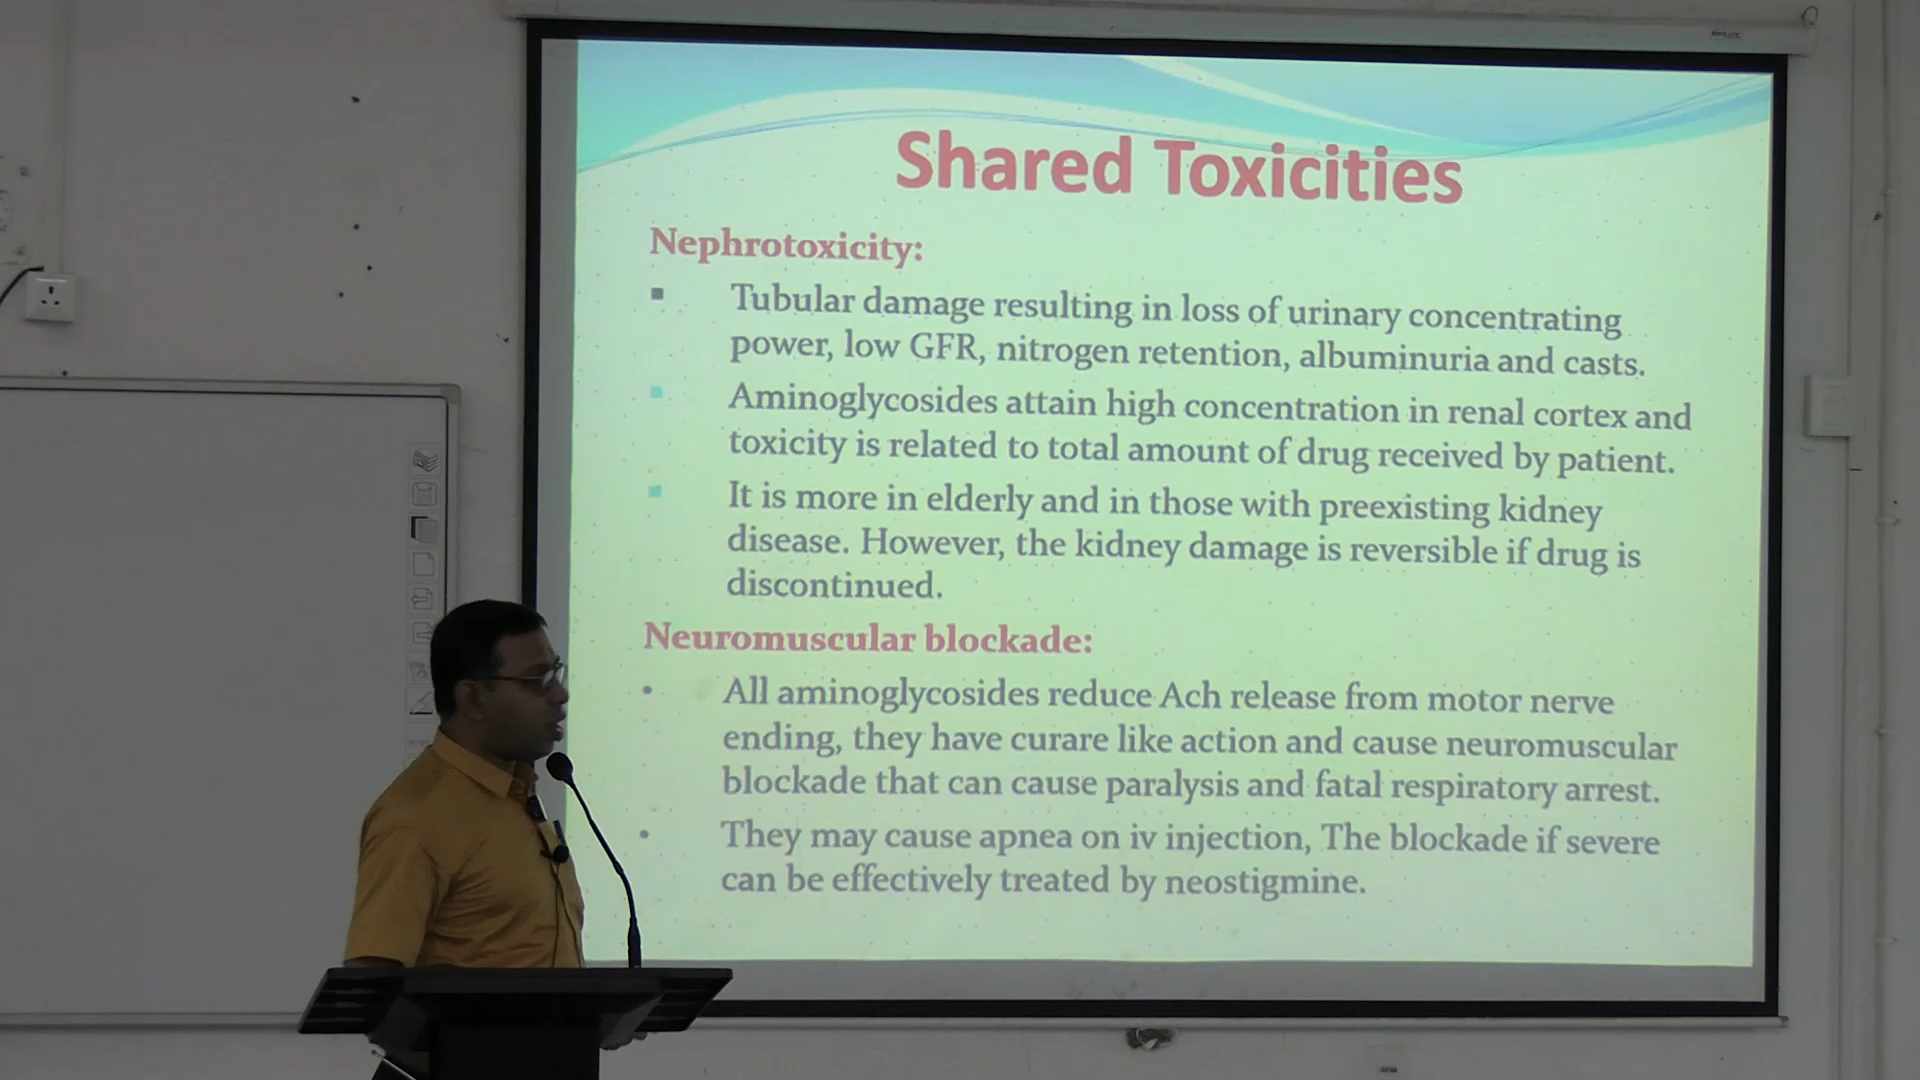 Shared Toxicities
Nephrotoxicity:
▪ Tubular damage resulting in loss of urinary concentrating
power, low GFR, nitrogen retention, albuminuria and casts.
▪ Aminoglycosides attain high concentration in renal cortex and
toxicity is related to total amount of drug received by patient.
▪ It is more in elderly and in those with preexisting kidney
disease. However, the kidney damage is reversible if drug is
discontinued.
Neuromuscular blockade:
• All aminoglycosides reduce Ach release from motor nerve
ending, they have curare like action and cause neuromuscular
blockade that can cause paralysis and fatal respiratory arrest.
• They may cause apnea on iv injection, The blockade if severe
can be effectively treated by neostigmine.